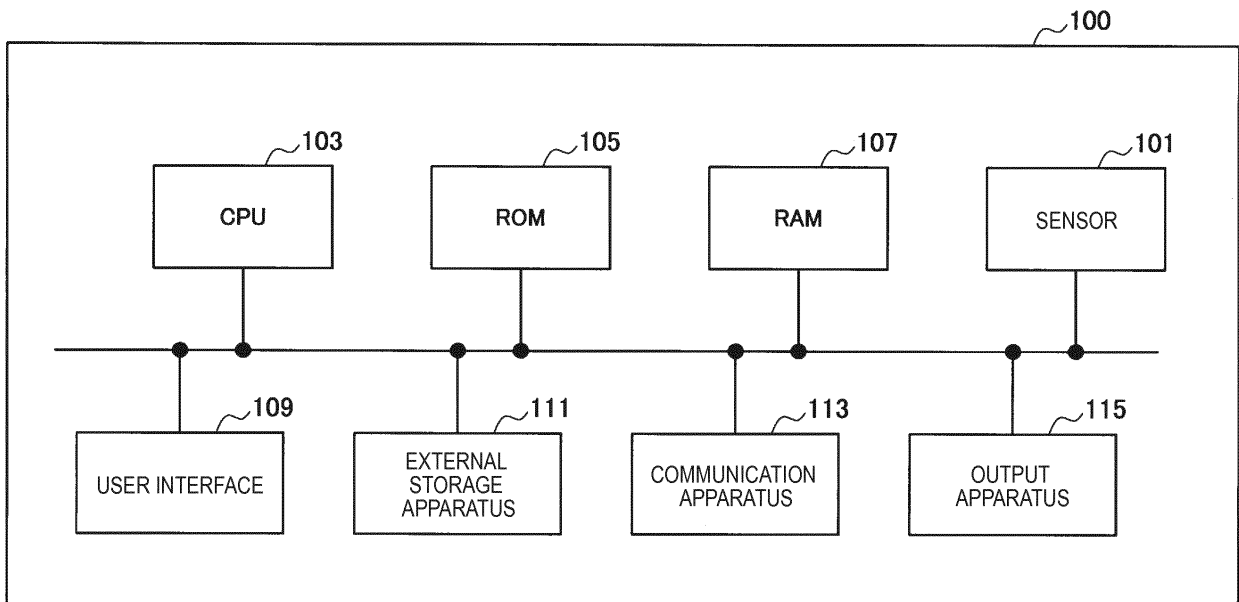 100
103
105
107
101
CPU
ROM
RAM
SENSOR
109
111
113
115
USER INTERFACE
EXTERNAL
STORAGE
APPARATUS
COMMUNICATION
APPARATUS
OUTPUT
APPARATUS